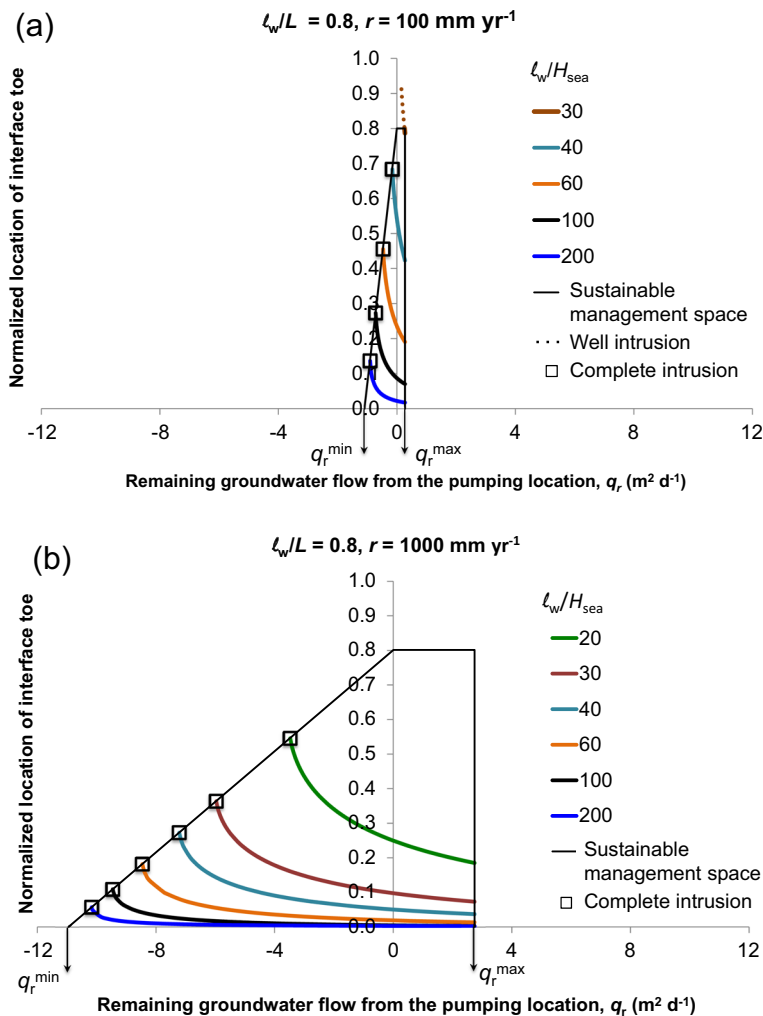 (a)
ℓw/L = 0.8, r = 100 mm yr-1
Normalized location of interface toe
1.0
0.9
0.8
0.7
0.6
0.5
0.4
0.3
0.2
0.1
0.0
-12
-8
-4
0
4
8
12
qrmin
qrmax
Remaining groundwater flow from the pumping location, qr (m2 d-1)
ℓw/Hsea
30
40
60
100
200
Sustainable
management space
Well intrusion
Complete intrusion
(b)
ℓw/L = 0.8, r = 1000 mm yr-1
Normalized location of interface toe
1.0
0.9
0.8
0.7
0.6
0.5
0.4
0.3
0.2
0.1
0.0
-12
-8
-4
0
4
8
12
qrmin
qrmax
Remaining groundwater flow from the pumping location, qr (m2 d-1)
ℓw/Hsea
20
30
40
60
100
200
Sustainable
management space
Complete intrusion